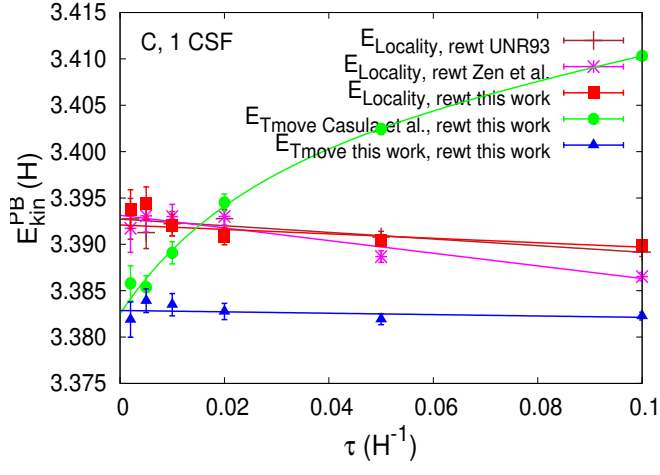 C, 1 CSF
E_Locality, rewt UNR93
E_Locality, rewt Zen et al.
E_Locality, rewt this work
E_Tmove Casula et al., rewt this work
E_Tmove this work, rewt this work
E_kin^PB (H)
3.415
3.410
3.405
3.400
3.395
3.390
3.385
3.380
3.375
0 0.02 0.04 0.06 0.08 0.1
τ (H^-1)